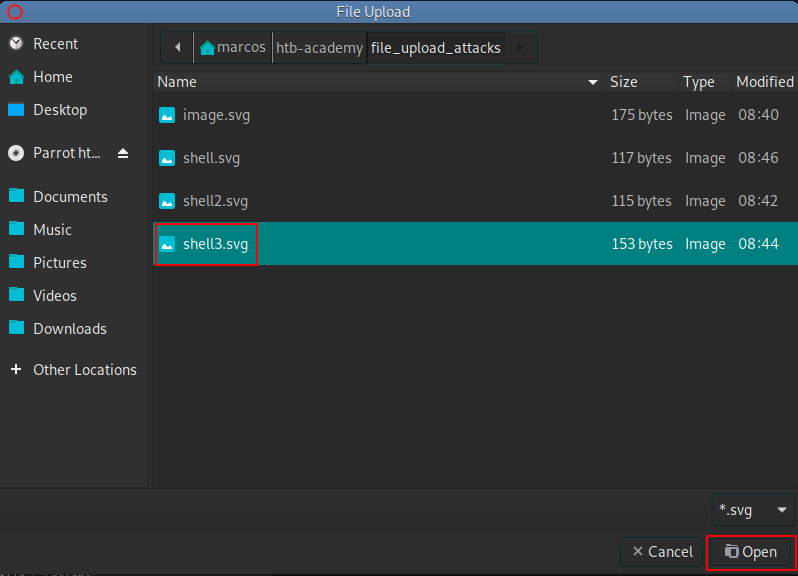 File Upload
Recent
Home
Desktop
Parrot ht...
Documents
Music
Pictures
Videos
Downloads
Other Locations
marcos htb-academy file_upload_attacks
Name Size Type Modified
image.svg 175 bytes Image 08:40
shell.svg 117 bytes Image 08:46
shell2.svg 115 bytes Image 08:42
shell3.svg 153 bytes Image 08:44
*.svg
Cancel Open